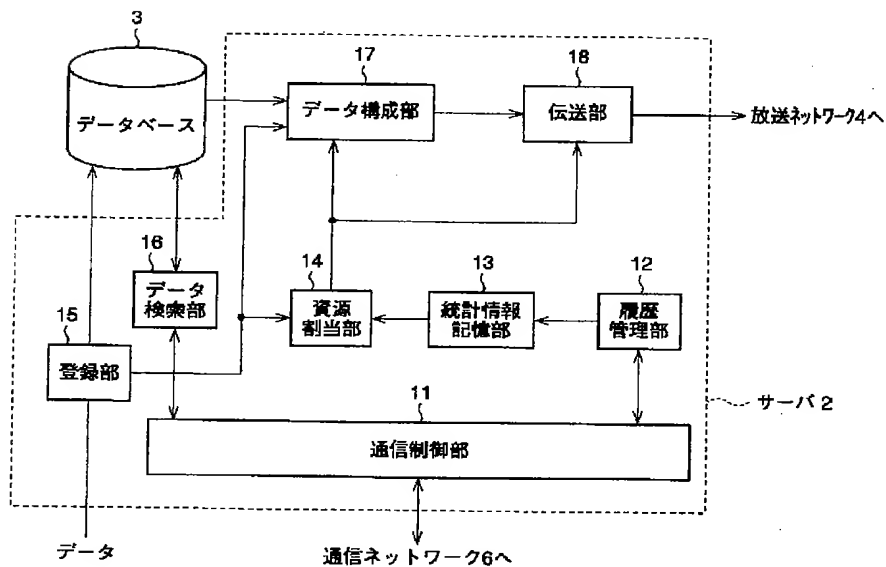 3
データベース
17
データ構成部
18
伝送部
放送ネットワーク4へ
16
データ
検索部
14
資源
割当部
13
統計情報
記憶部
12
履歴
管理部
15
登録部
11
通信制御部
サーバ2
データ
通信ネットワーク6へ